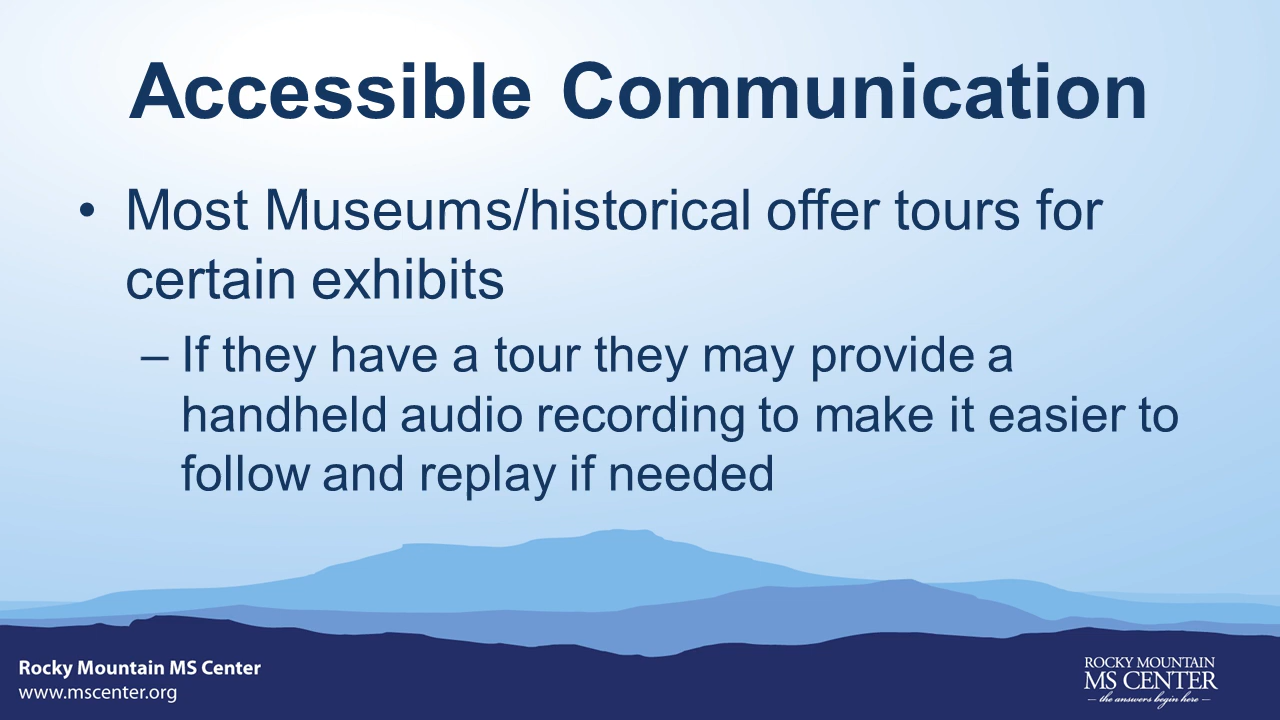 Accessible Communication
• Most Museums/historical offer tours for
certain exhibits
– If they have a tour they may provide a
handheld audio recording to make it easier to
follow and replay if needed
Rocky Mountain MS Center
www.mscenter.org
ROCKY MOUNTAIN
MS CENTER
– the answers begin here –